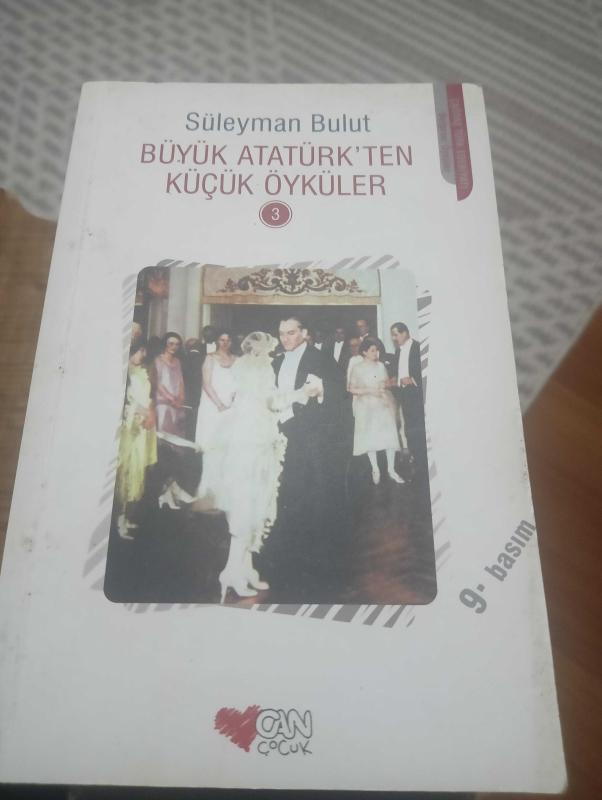 Süleyman Bulut
BÜYÜK ATATÜRK'TEN
KÜÇÜK ÖYKÜLER
3
9. basım
CAN
ÇOCUK